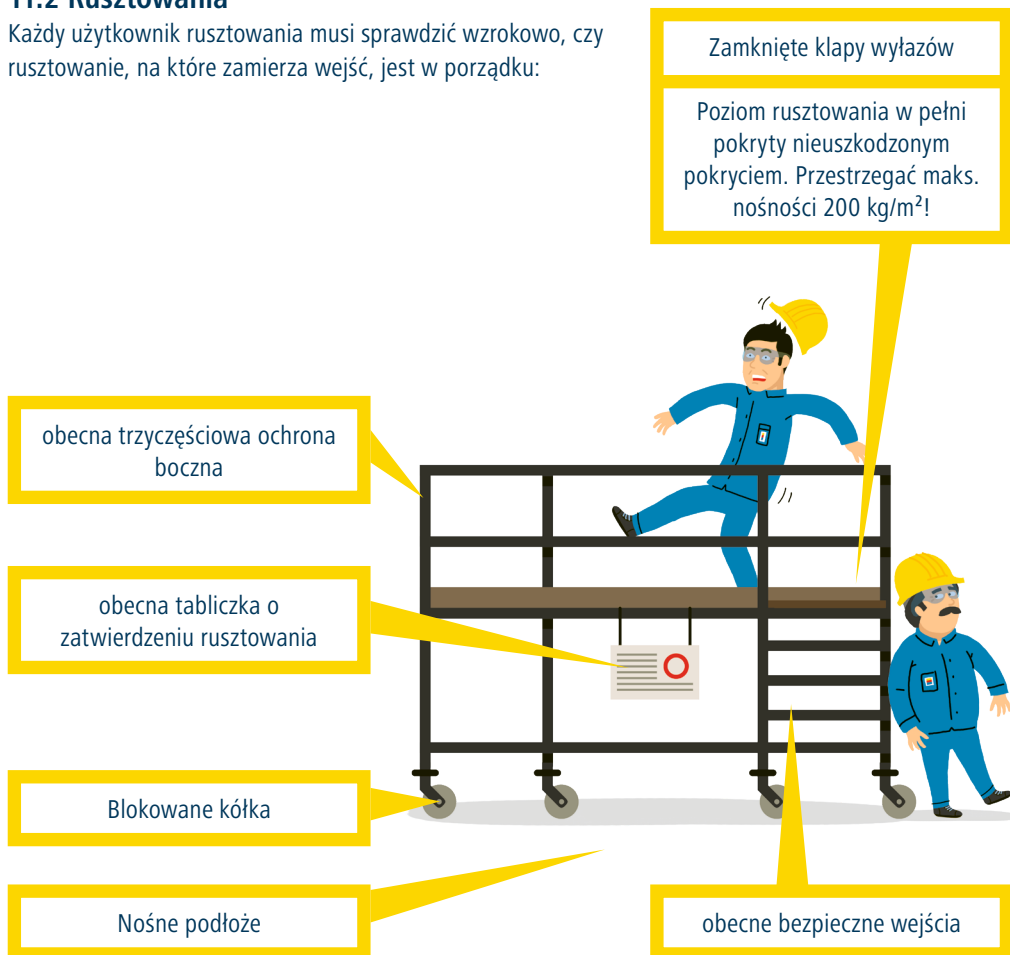 11.2 Rusztowania
Każdy użytkownik rusztowania musi sprawdzić wzrokowo, czy
rusztowanie, na które zamierza wejść, jest w porządku:
Zamknięte klapy wyłazów
Poziom rusztowania w pełni
pokryty nieuszkodzonym
pokryciem. Przestrzegać maks.
nośności 200 kg/m²!
obecna trzyczęściowa ochrona
boczna
obecna tabliczka o
zatwierdzeniu rusztowania
Blokowane kółka
Nośne podłoże
obecne bezpieczne wejścia